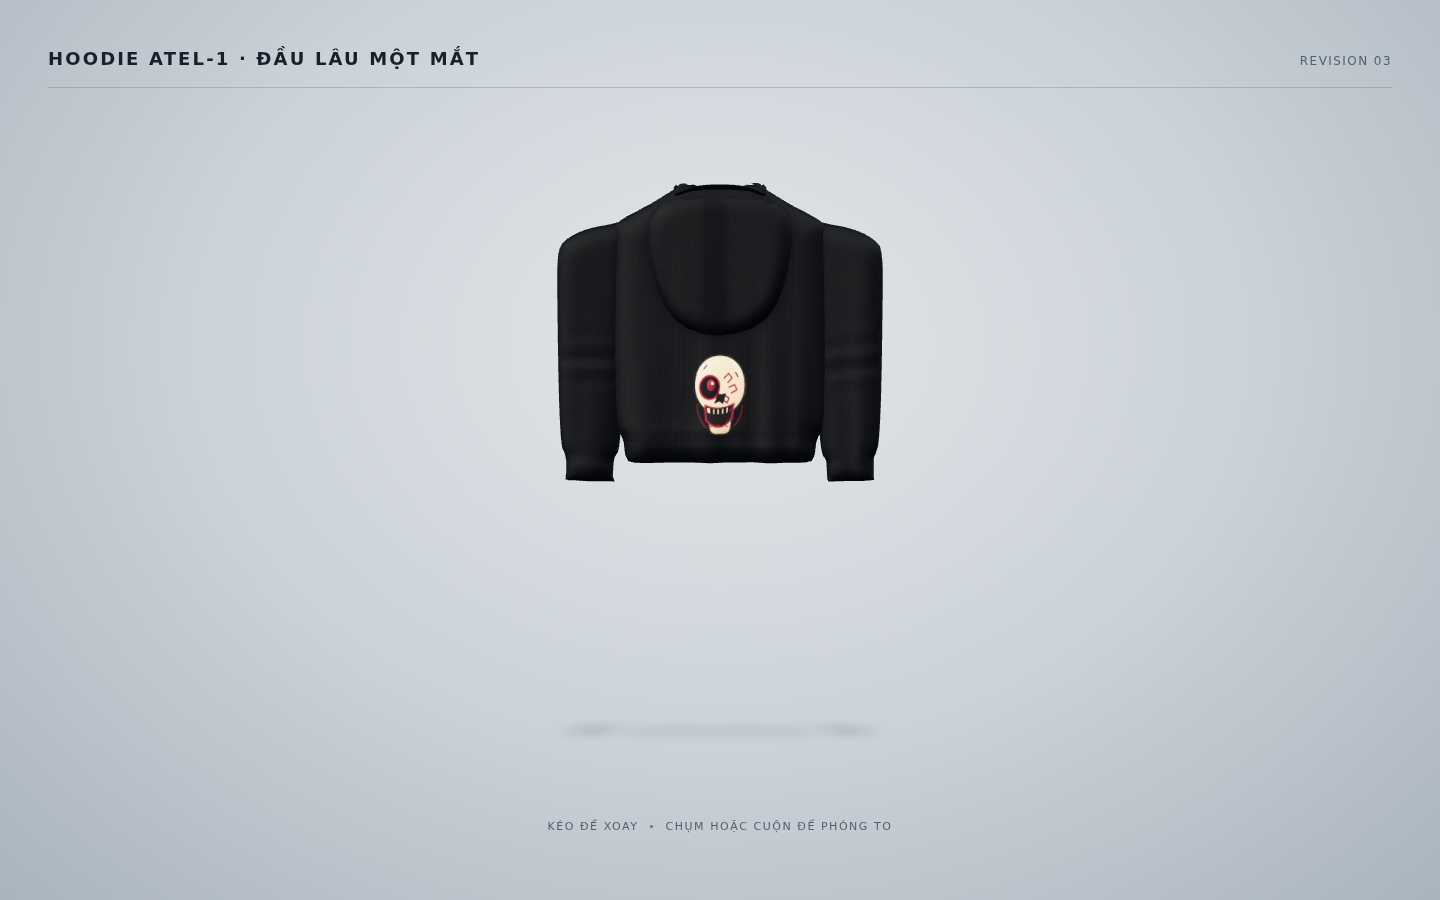 HOODIE ATEL-1 · ĐẦU LÂU MỘT MẮT
REVISION 03
KÉO ĐỂ XOAY • CHỤM HOẶC CUỘN ĐỂ PHÓNG TO